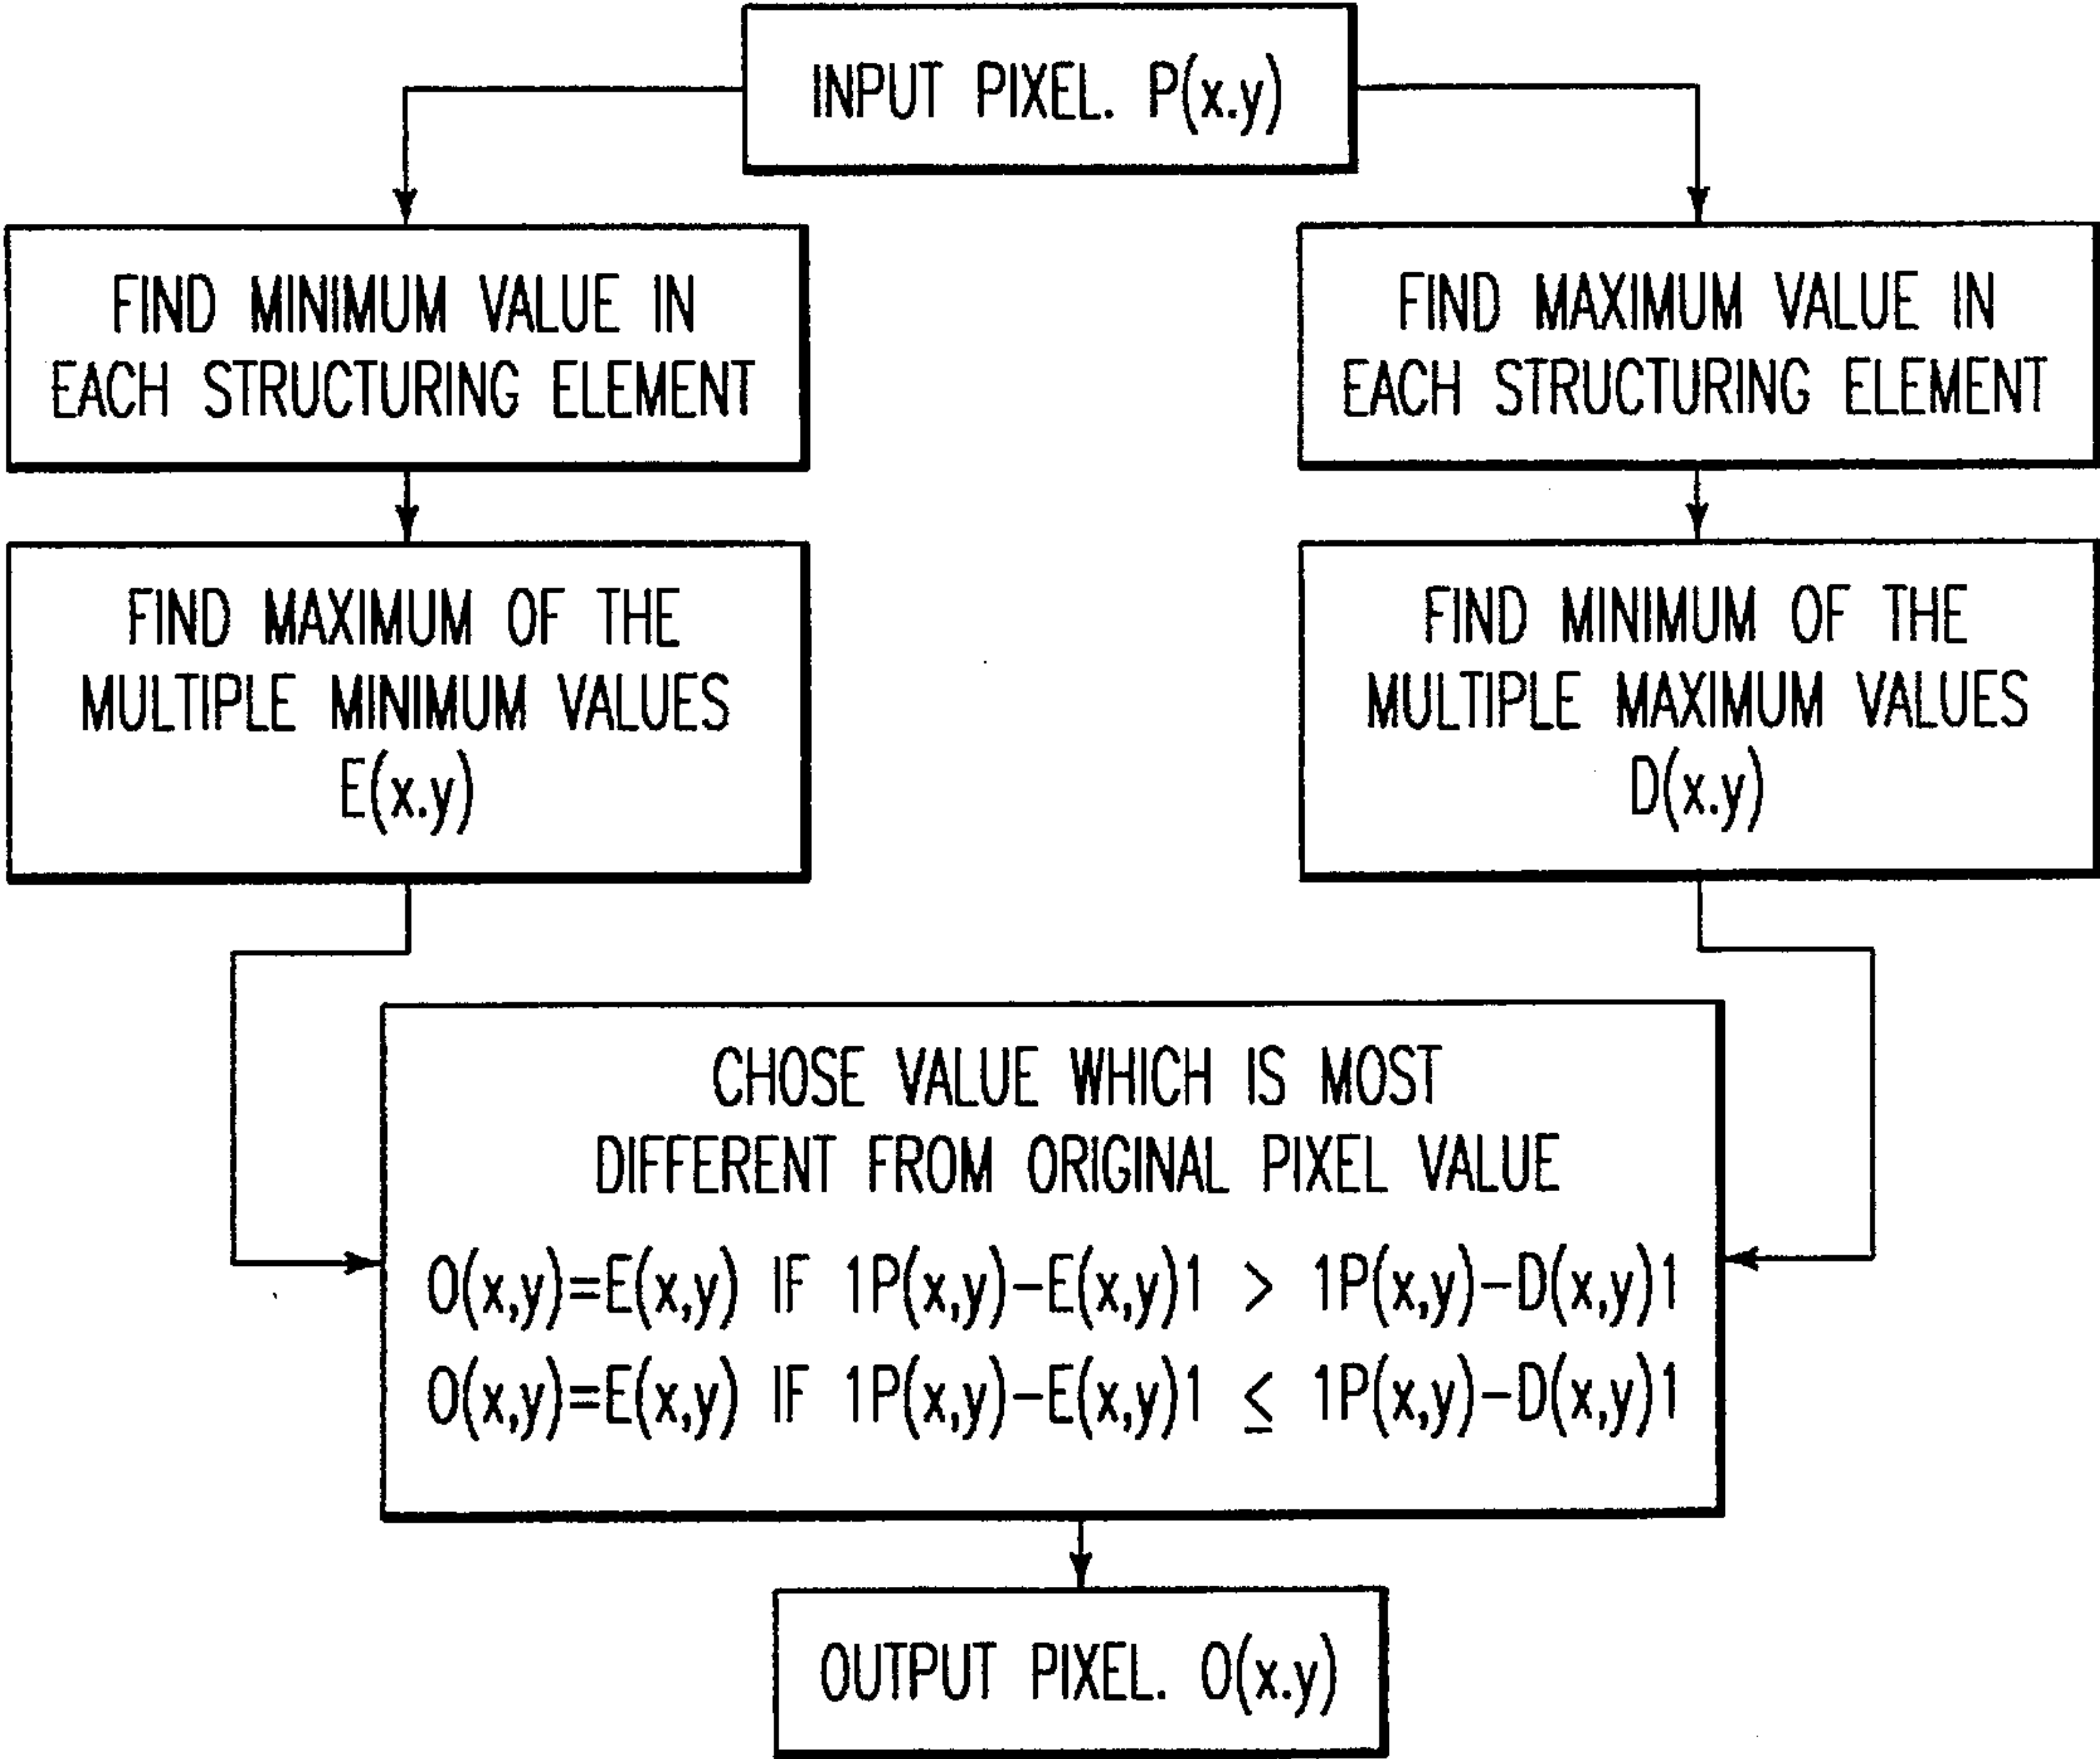 INPUT PIXEL. P(x.y)
FIND MINIMUM VALUE IN
EACH STRUCTURING ELEMENT
FIND MAXIMUM VALUE IN
EACH STRUCTURING ELEMENT
FIND MAXIMUM OF THE
MULTIPLE MINIMUM VALUES
E(x.y)
FIND MINIMUM OF THE
MULTIPLE MAXIMUM VALUES
D(x.y)
CHOSE VALUE WHICH IS MOST
DIFFERENT FROM ORIGINAL PIXEL VALUE
O(x,y)=E(x,y) IF 1P(x,y)-E(x,y)1 > 1P(x,y)-D(x,y)1
O(x,y)=E(x,y) IF 1P(x,y)-E(x,y)1 ≤ 1P(x,y)-D(x,y)1
OUTPUT PIXEL. O(x.y)